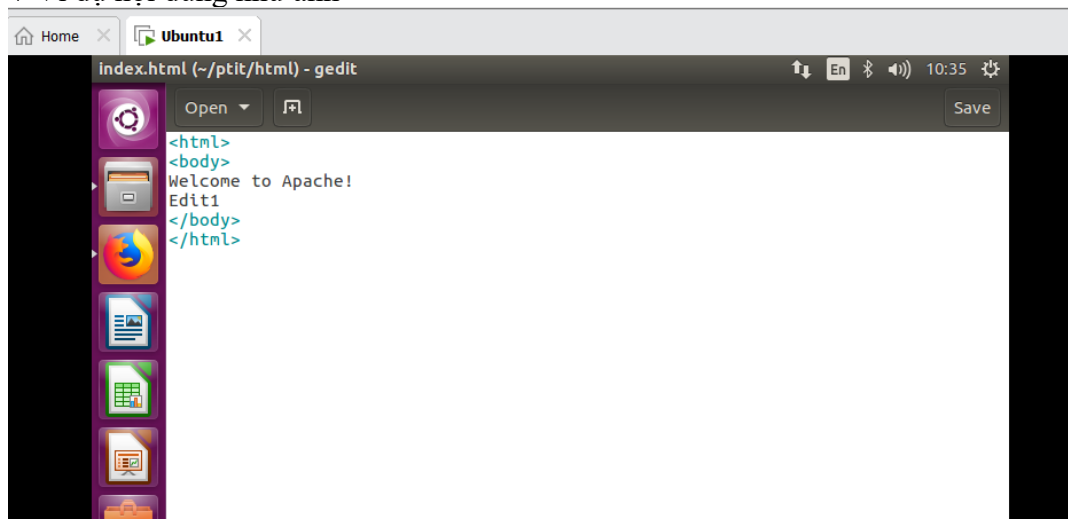 Home
Ubuntu1
index.html (~/ptit/html) - gedit
En
10:35
Open
Save
<html>
<body>
Welcome to Apache!
Edit1
</body>
</html>